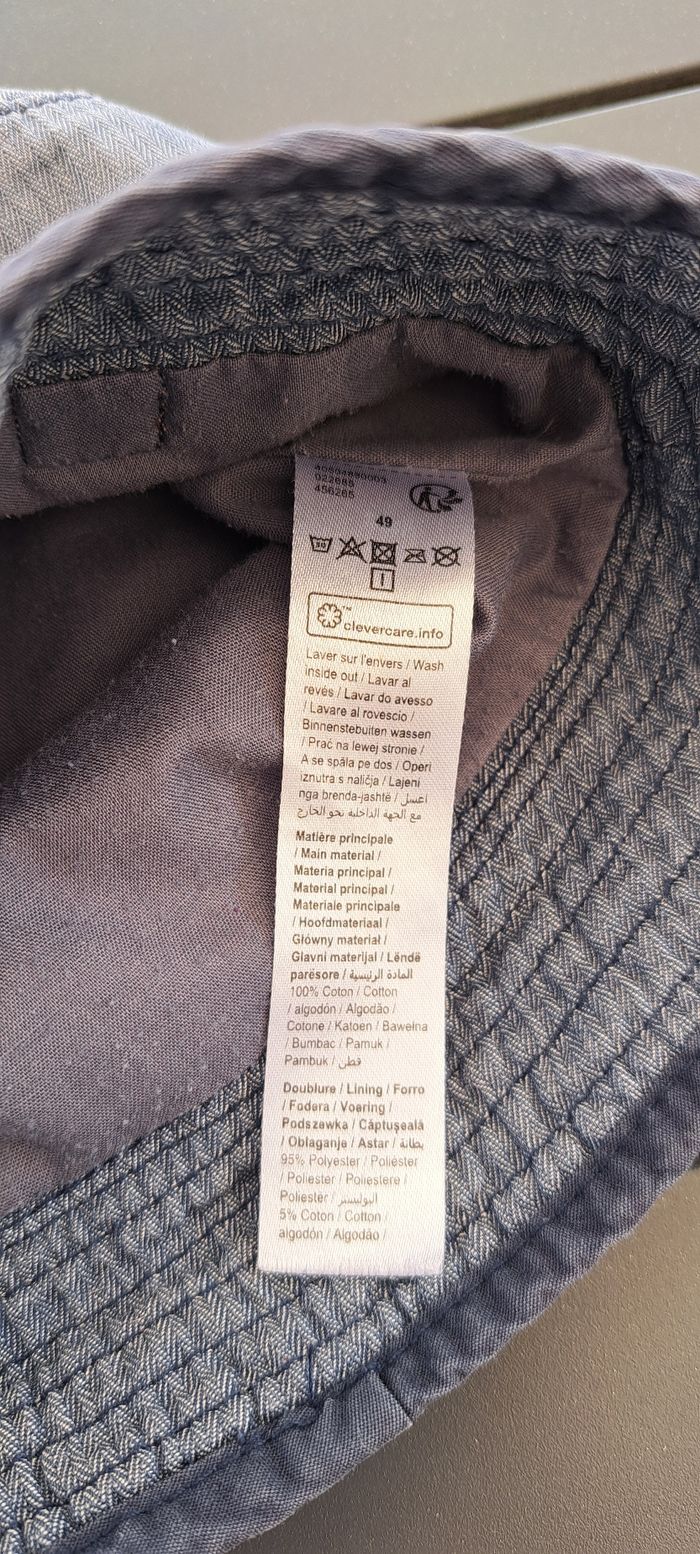 022685
456265
49
30
clevercare.info
Laver sur l'envers / Wash
inside out / Lavar al
revés / Lavar do avesso
/ Lavare al rovescio /
Binnenstebuiten wassen
/ Prać na lewej stronie /
A se spăla pe dos / Operi
iznutra s naličja / Lajeni
nga brenda-jashtë / اغسل
مع الجهة الداخلية نحو الخارج
Matière principale
/ Main material /
Materia principal /
Material principal /
Materiale principale
/ Hoofdmateriaal /
Główny materiał /
Glavni materijal / Lëndë
parësore / المادة الرئيسية
100% Coton / Cotton
/ algodón / Algodão /
Cotone / Katoen / Bawełna
/ Bumbac / Pamuk /
Pambuk / قطن
Doublure / Lining / Forro
/ Fodera / Voering /
Podszewka / Căptușeală
/ Oblaganje / Astar / بطانة
95% Polyester / Poliéster
/ Poliester / Poliestere /
Poliester / البوليستر
5% Coton / Cotton /
algodón / Algodão /